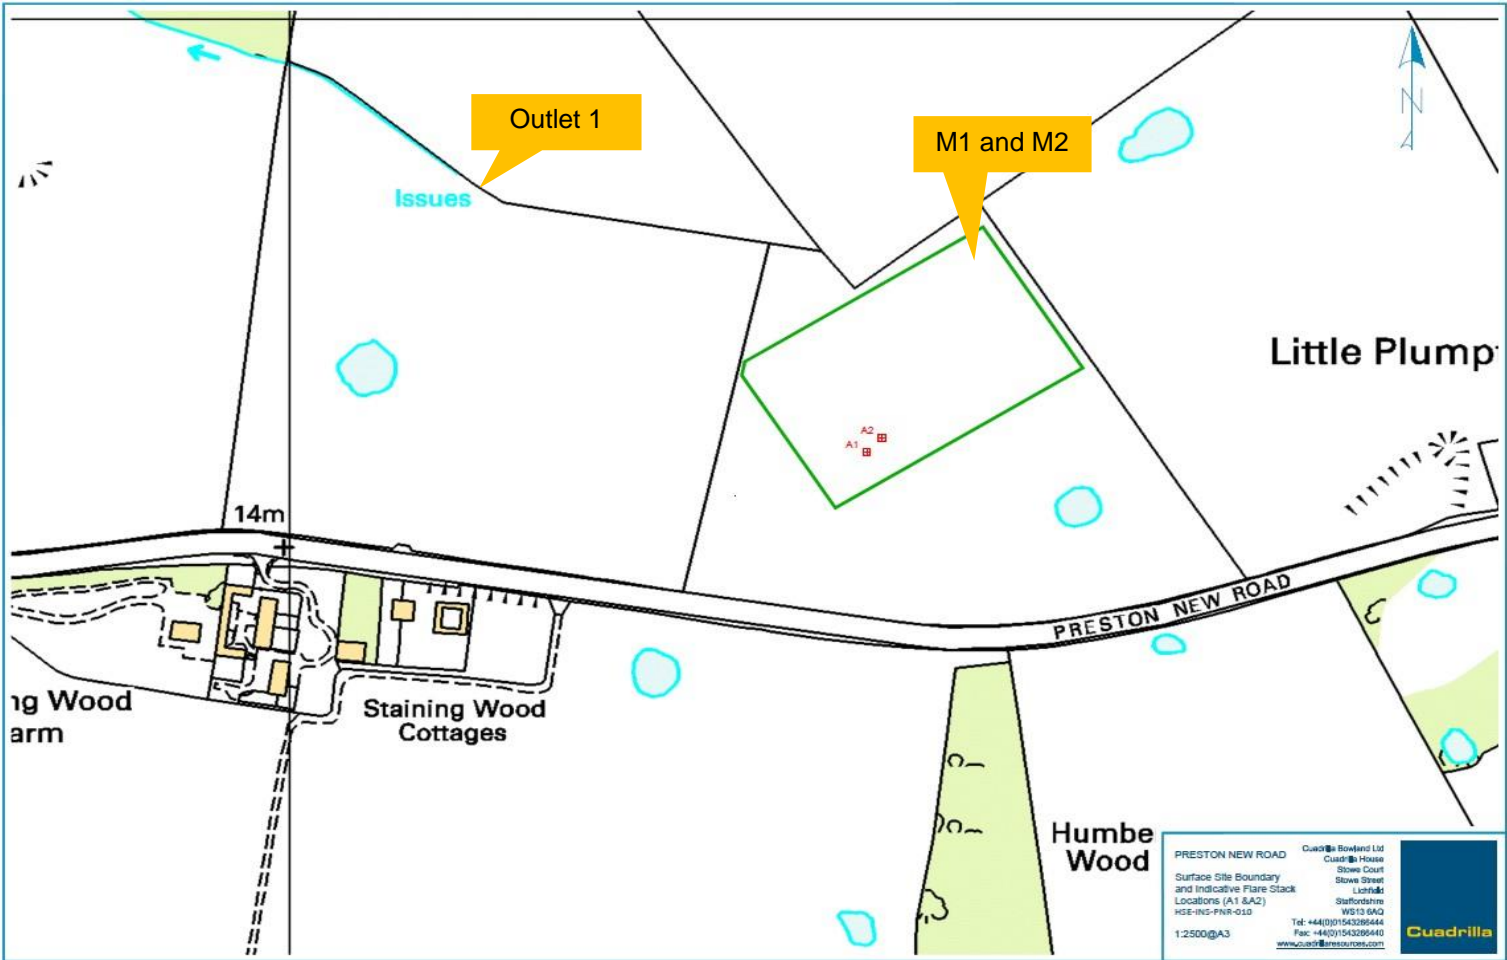 Outlet 1
M1 and M2
N
Issues
Little Plump
A2
A1
14m
PRESTON NEW ROAD
ng Wood
arm
Staining Wood
Cottages
Humbe
Wood
PRESTON NEW ROAD
Surface Site Boundary
and Indicative Flare Stack
Locations (A1 &A2)
HSE-INS-PNR-010
1:2500@A3
Cuadrilla Bowland Ltd
Cuadrilla House
Stowe Court
Stowe Street
Lichfield
Staffordshire
WS13 6AQ
Tel: +44(0)01543266444
Fax: +44(0)1543266440
www.cuadrillaresources.com
Cuadrilla